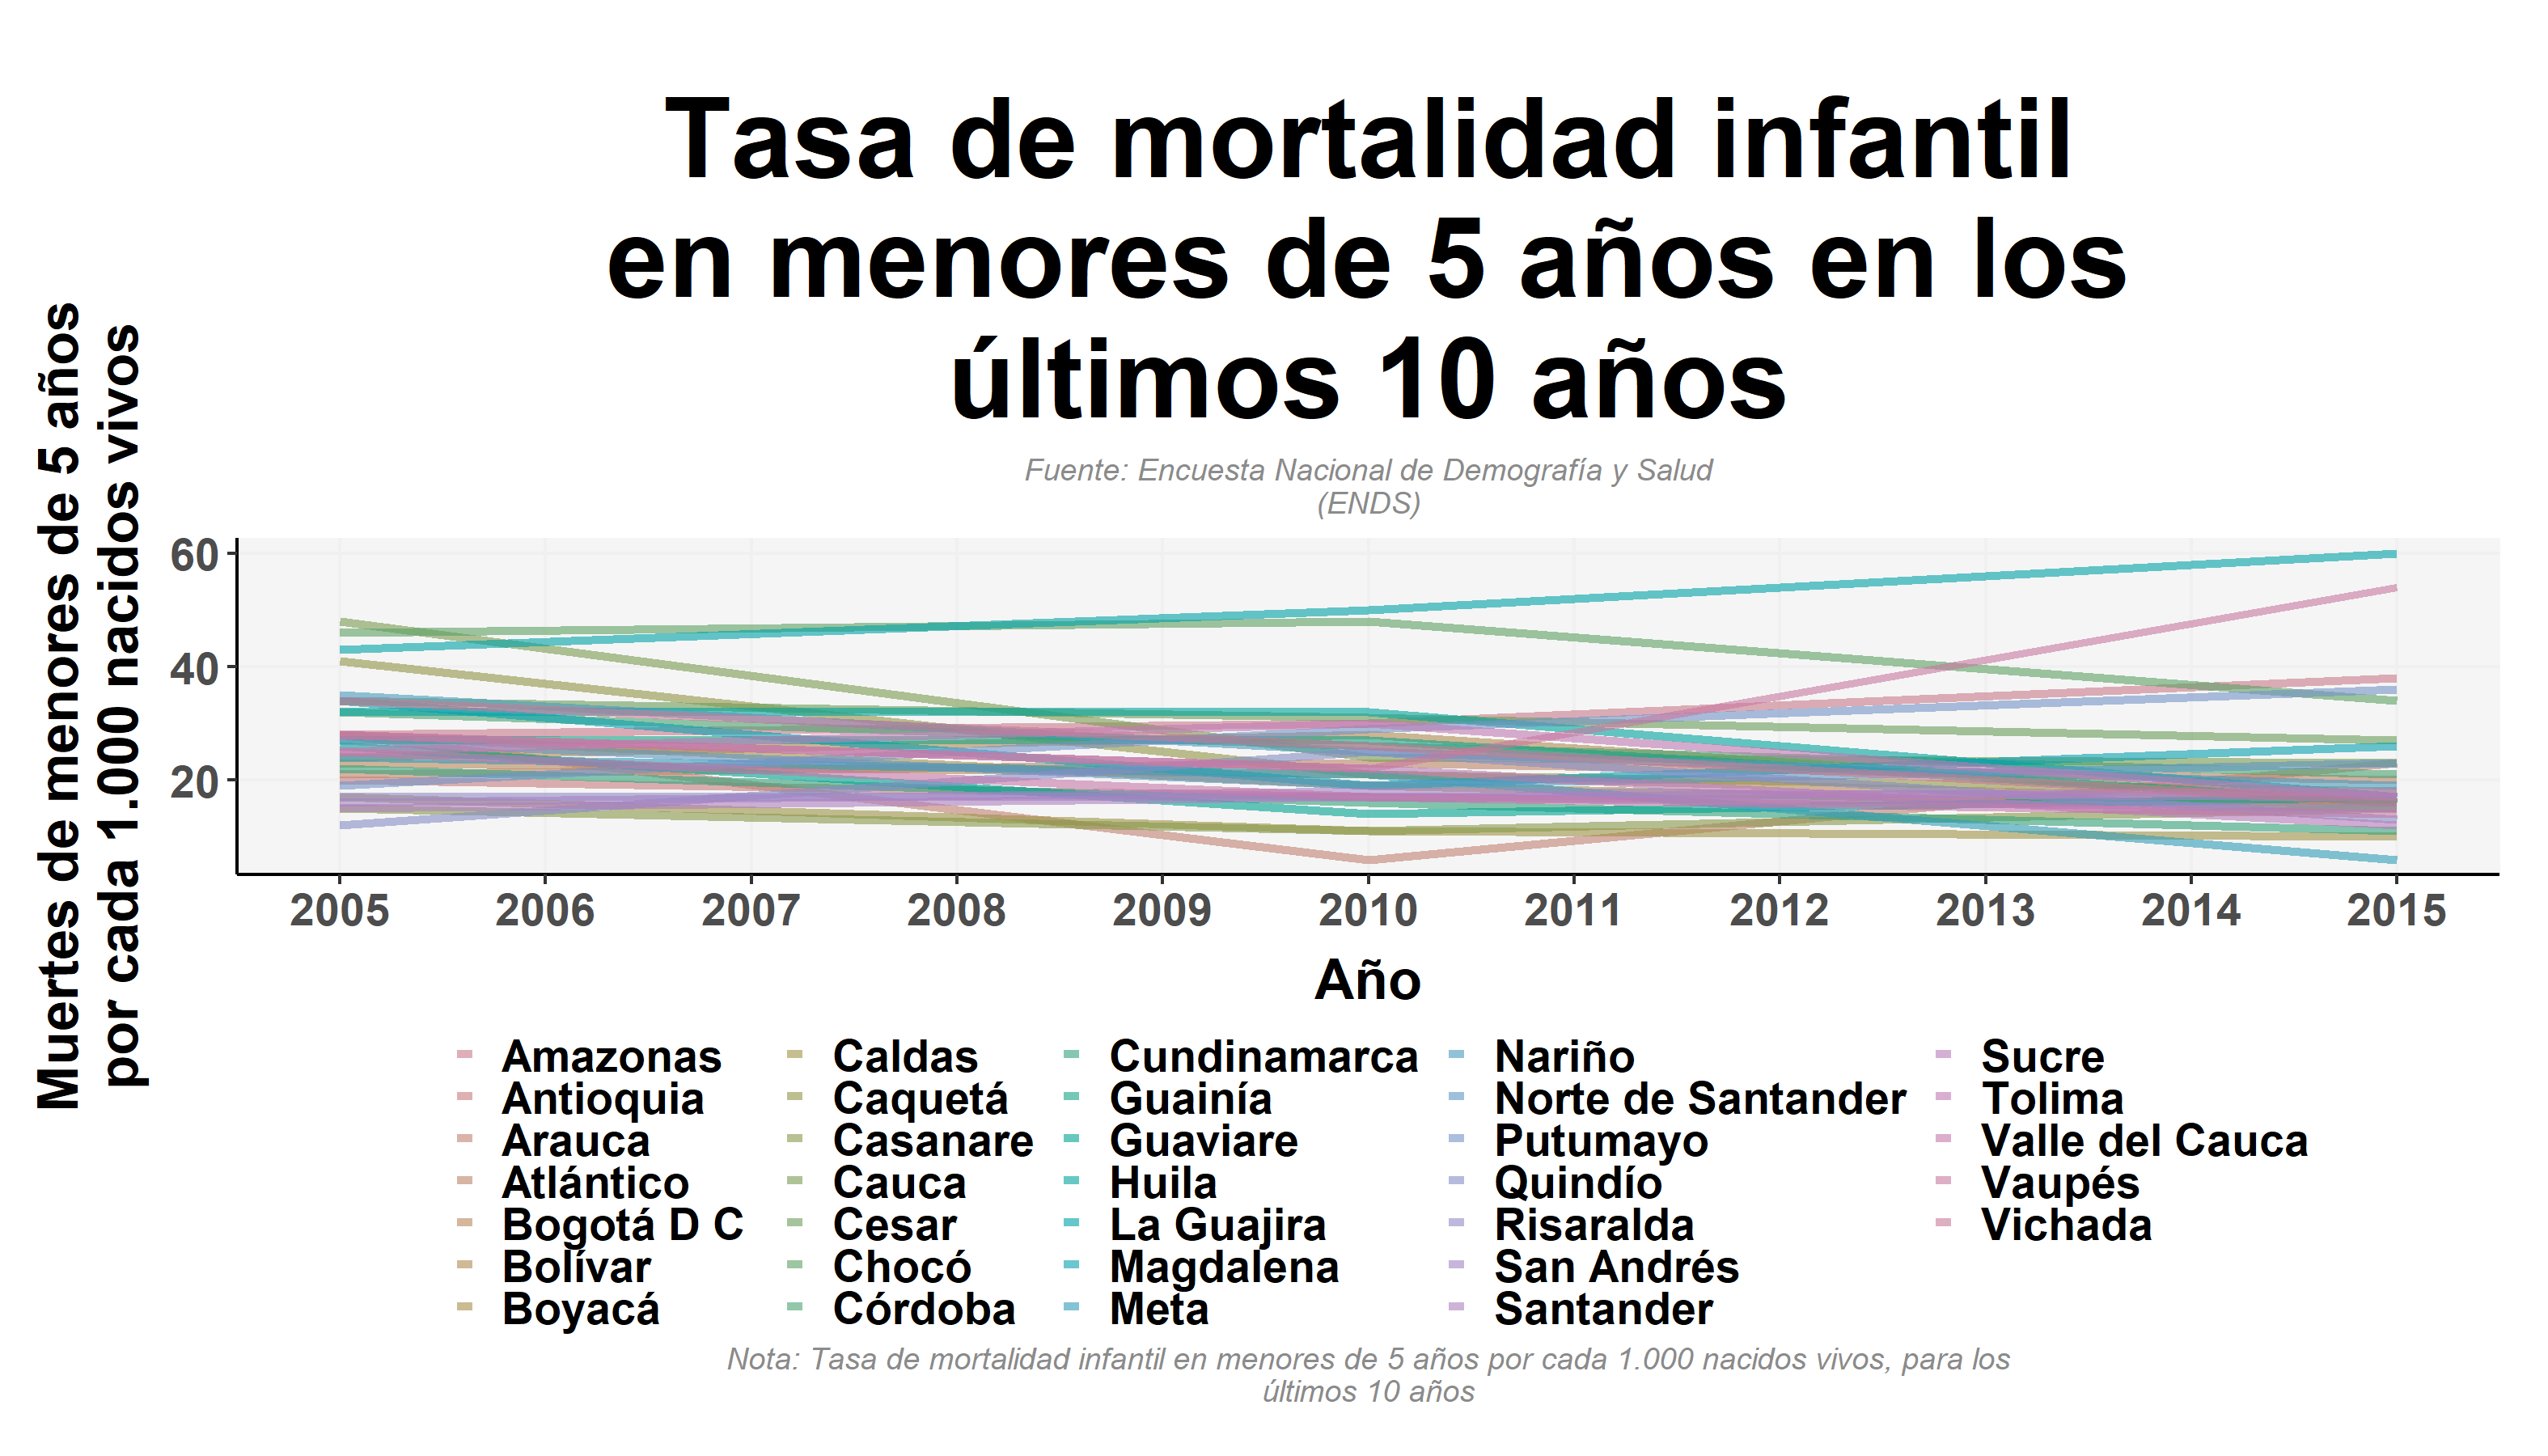 Tasa de mortalidad infantil
en menores de 5 años en los
últimos 10 años
Fuente: Encuesta Nacional de Demografía y Salud
(ENDS)
Muertes de menores de 5 años
por cada 1.000 nacidos vivos
60
40
20
2005 2006 2007 2008 2009 2010 2011 2012 2013 2014 2015
Año
Amazonas Caldas Cundinamarca Nariño Sucre
Antioquia Caquetá Guainía Norte de Santander Tolima
Arauca Casanare Guaviare Putumayo Valle del Cauca
Atlántico Cauca Huila Quindío Vaupés
Bogotá D C Cesar La Guajira Risaralda Vichada
Bolívar Chocó Magdalena San Andrés
Boyacá Córdoba Meta Santander
Nota: Tasa de mortalidad infantil en menores de 5 años por cada 1.000 nacidos vivos, para los
últimos 10 años